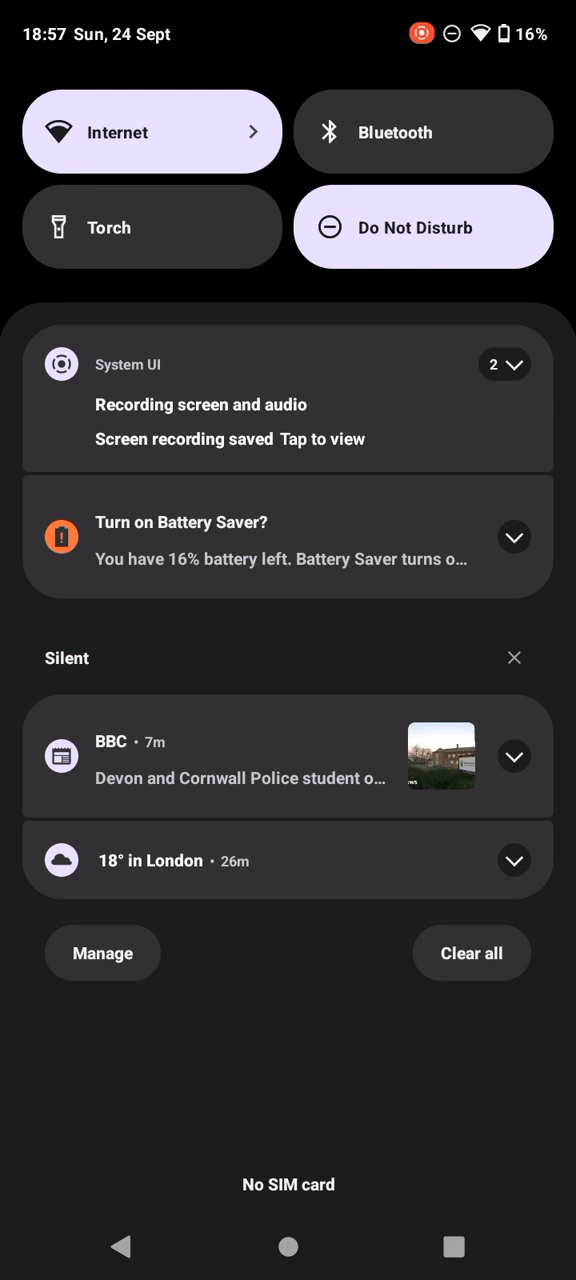 18:57 Sun, 24 Sept
16%
Internet
Bluetooth
Torch
Do Not Disturb
System UI
2
Recording screen and audio
Screen recording saved Tap to view
Turn on Battery Saver?
You have 16% battery left. Battery Saver turns o…
Silent
BBC • 7m
Devon and Cornwall Police student o…
18° in London • 26m
Manage
Clear all
No SIM card